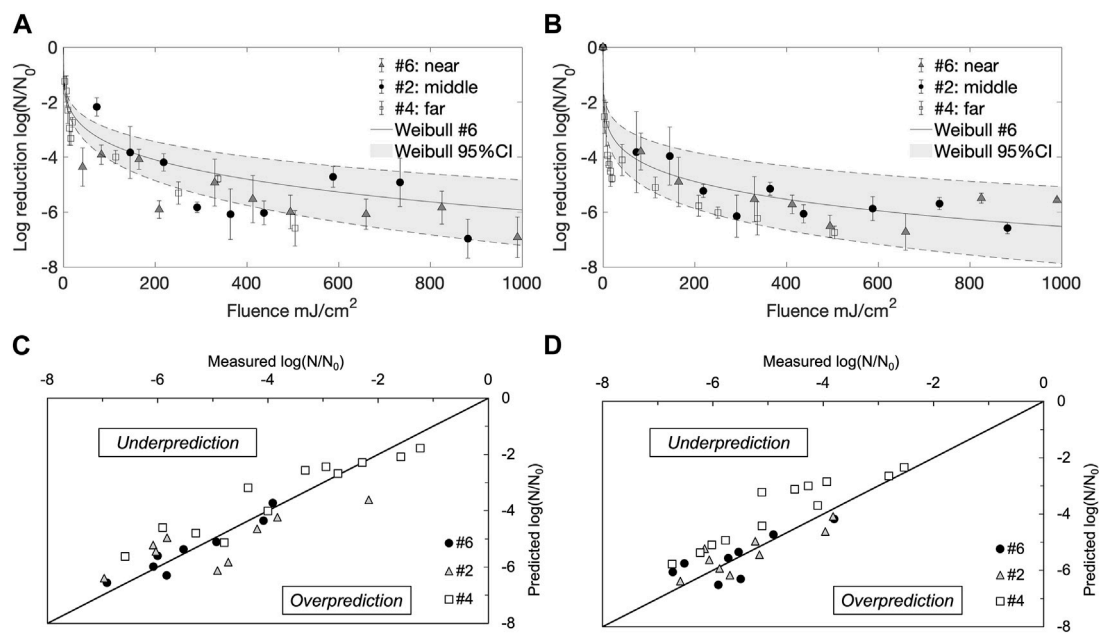 A
0
-2
-4
-6
-8
Log reduction log(N/N0)
#6: near
#2: middle
#4: far
Weibull #6
Weibull 95%CI
0 200 400 600 800 1000
Fluence mJ/cm2
B
0
-2
-4
-6
-8
Log reduction log(N/N0)
#6: near
#2: middle
#4: far
Weibull #6
Weibull 95%CI
0 200 400 600 800 1000
Fluence mJ/cm2
C
Measured log(N/N0)
-8 -6 -4 -2 0
0
-2
-4
-6
-8
Predicted log(N/N0)
Underprediction
Overprediction
#6
#2
#4
D
Measured log(N/N0)
-8 -6 -4 -2 0
0
-2
-4
-6
-8
Predicted log(N/N0)
Underprediction
Overprediction
#6
#2
#4